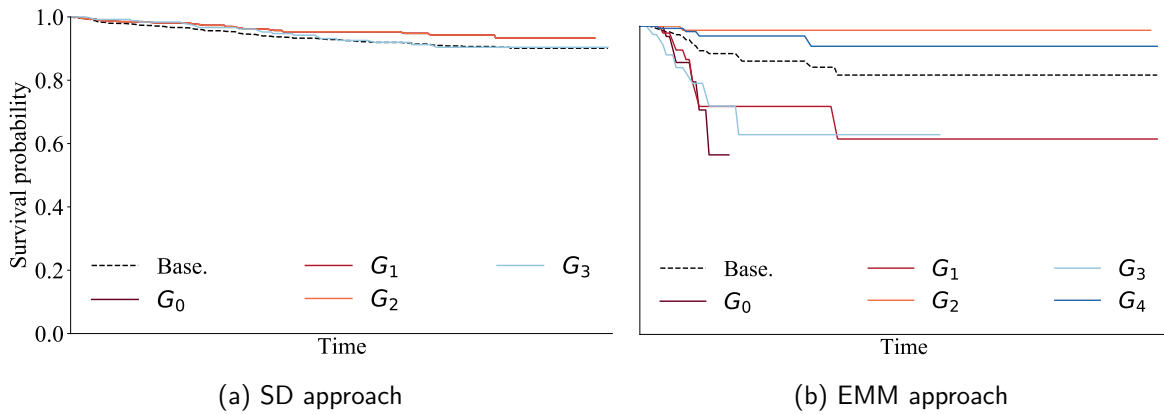 Survival probability
1.0
0.8
0.6
0.4
0.2
0.0
Base.
G0
G1
G2
G3
Time
(a) SD approach
Base.
G0
G1
G2
G3
G4
Time
(b) EMM approach